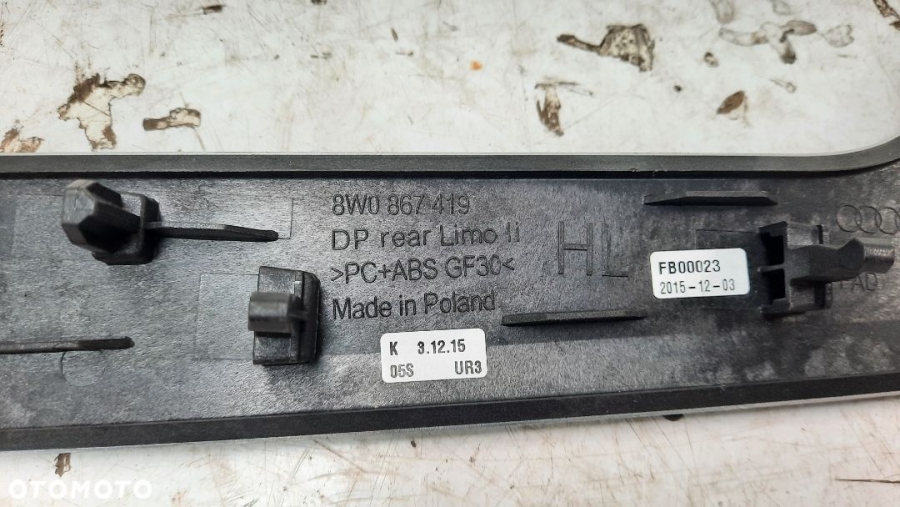 8W0 867 419
DP rear Limo II
>PC+ABS GF30<
Made in Poland
HL
FB00023
2015-12-03
K 3.12.15
05S UR3
OTOMOTO